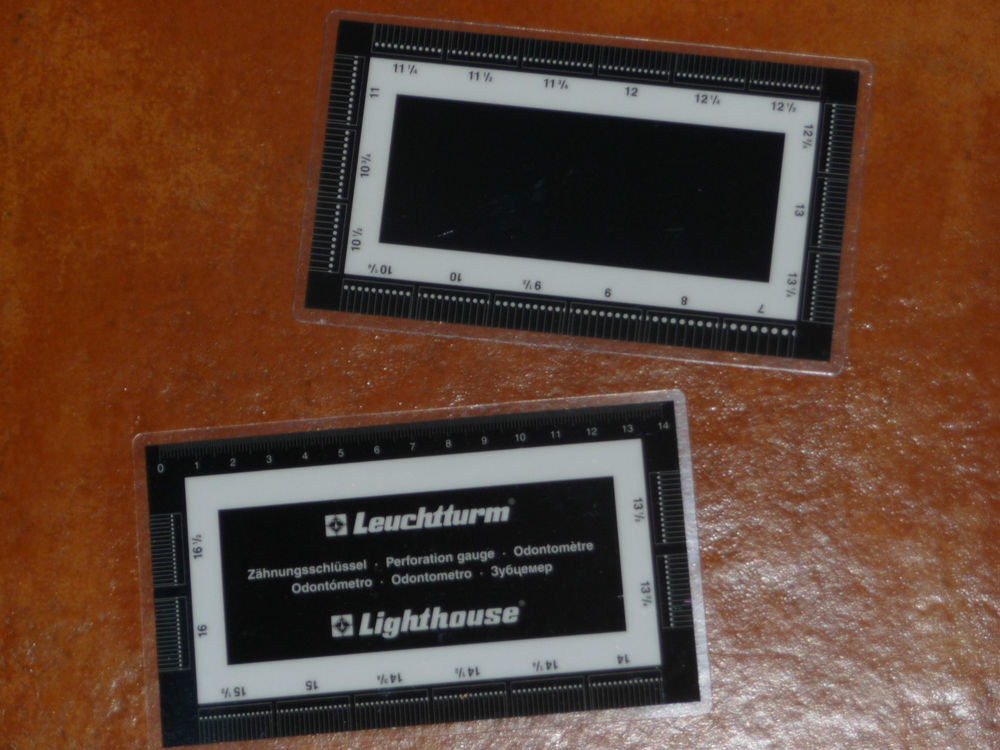 11 ¼ 11 ½ 11 ¾ 12 12 ¼ 12 ½
11
10 ¾
10 ½
12 ¾
13
13 ¼
10 ¼ 10 9 ½ 9 8 7
0 1 2 3 4 5 6 7 8 9 10 11 12 13 14
16 ½
16
Leuchtturm®
Zähnungsschlüssel · Perforation gauge · Odontomètre
Odontómetro · Odontometro · Зубцемер
Lighthouse®
13 ½
13 ¾
15 ½ 15 14 ¾ 14 ½ 14 ¼ 14